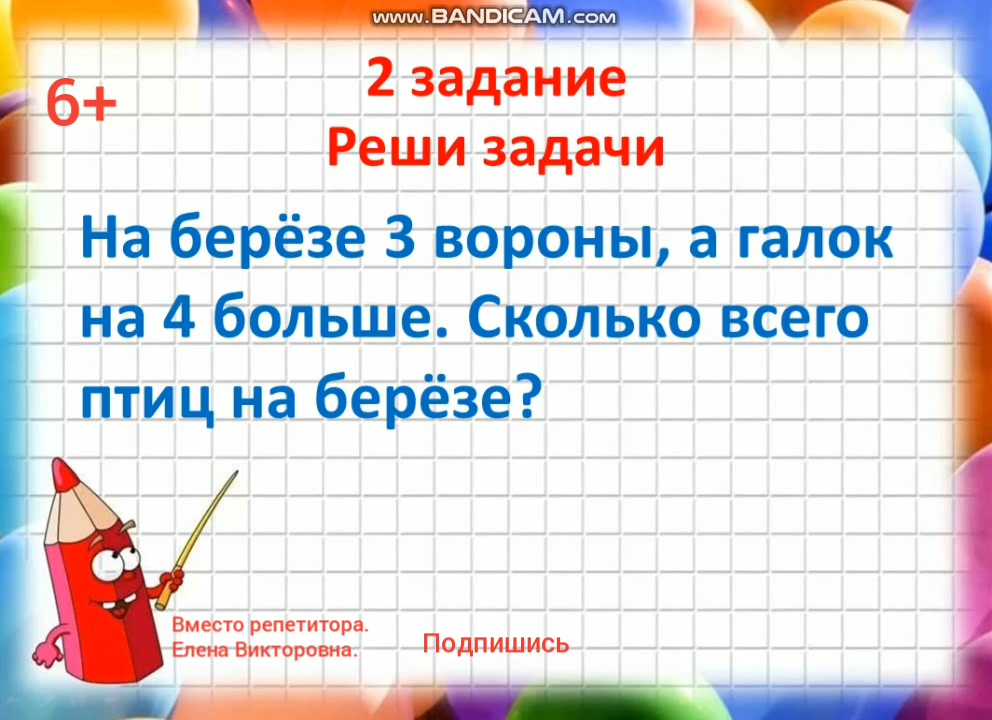 www.BANDICAM.com
6+
2 задание
Реши задачи
На берёзе 3 вороны, а галок
на 4 больше. Сколько всего
птиц на берёзе?
Вместо репетитора.
Елена Викторовна.
Подпишись